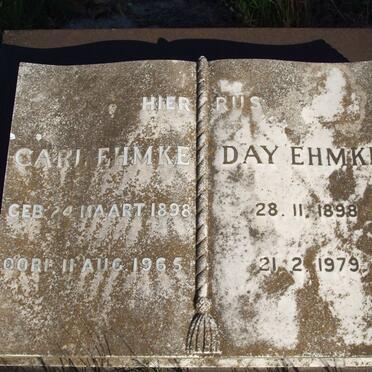 HIER RUS
CARL EHMKE DAY EHMKE
GEB. 24 MAART 1898 28. 11. 1898
OORL. 11 AUG. 1965 21. 2. 1979